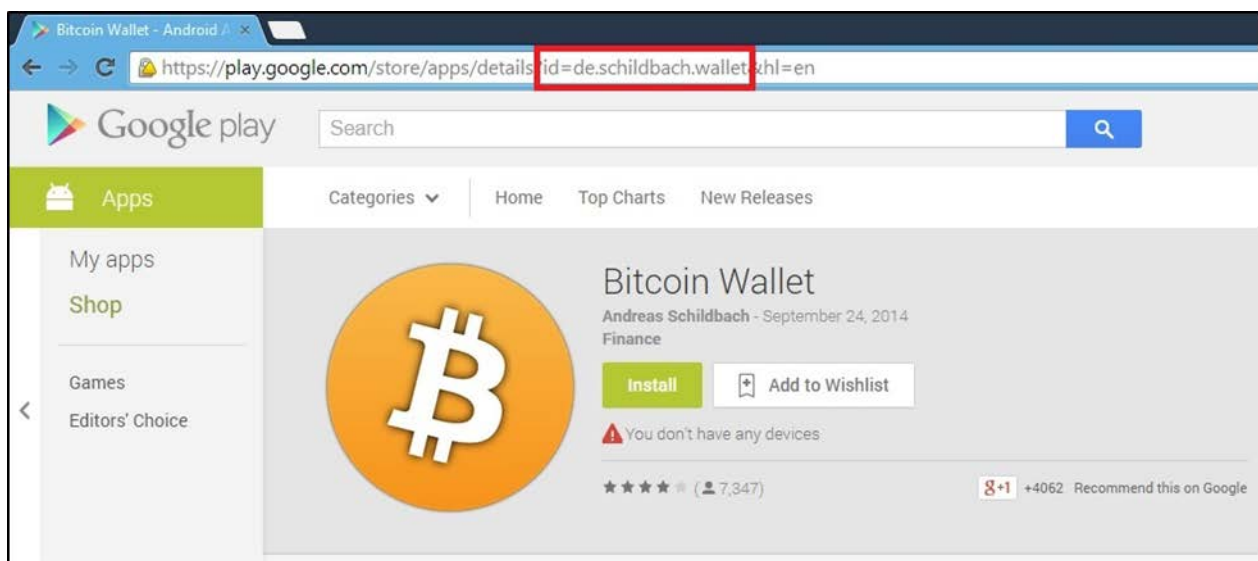 Bitcoin Wallet - Android A
https://play.google.com/store/apps/details?id=de.schildbach.wallet&hl=en
Google play
Search
Apps
Categories
Home
Top Charts
New Releases
My apps
Shop
Games
Editors' Choice
Bitcoin Wallet
Andreas Schildbach - September 24, 2014
Finance
Install
Add to Wishlist
You don't have any devices
(7,347)
g+1 +4062 Recommend this on Google